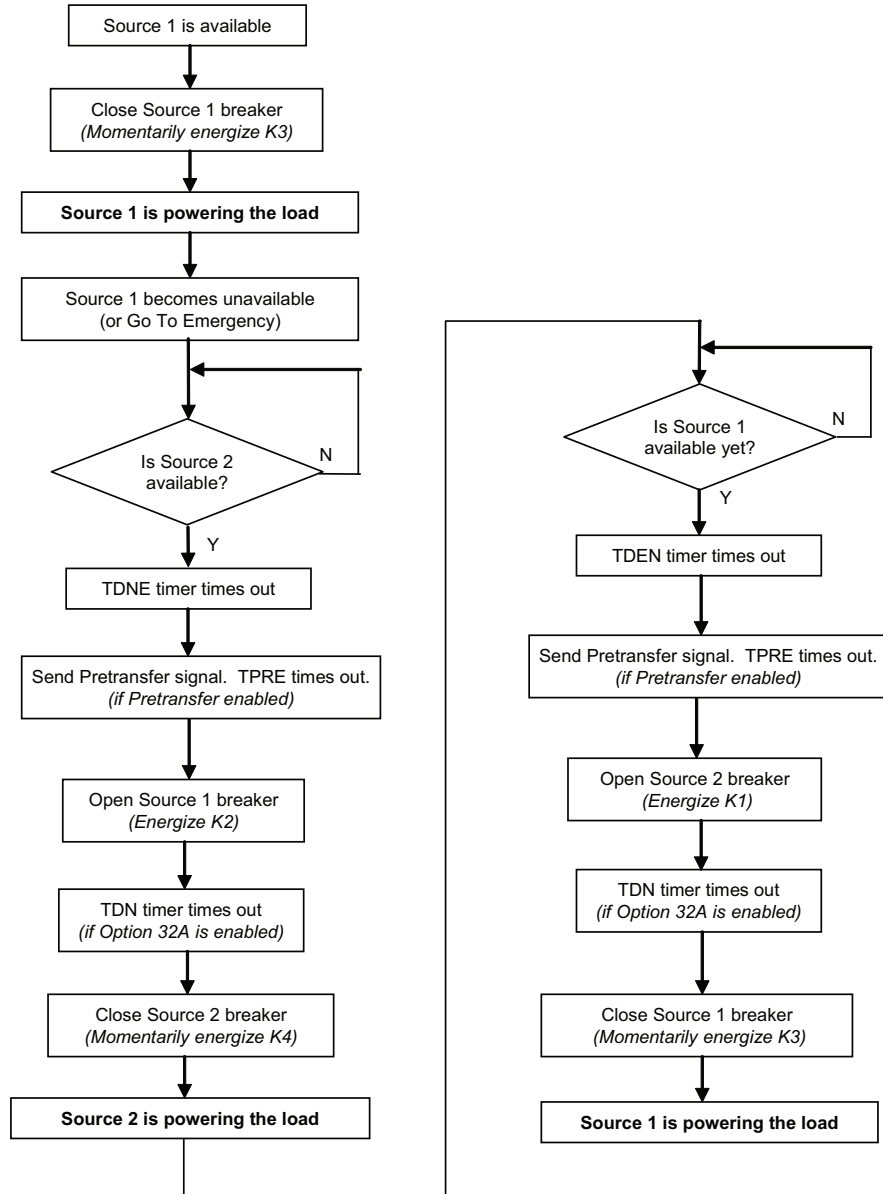 Source 1 is available
Close Source 1 breaker
(Momentarily energize K3)
Source 1 is powering the load
Source 1 becomes unavailable
(or Go To Emergency)
Is Source 2
available?
N
Y
TDNE timer times out
Send Pretransfer signal.  TPRE times out.
(if Pretransfer enabled)
Open Source 1 breaker
(Energize K2)
TDN timer times out
(if Option 32A is enabled)
Close Source 2 breaker
(Momentarily energize K4)
Source 2 is powering the load
Is Source 1
available yet?
N
Y
TDEN timer times out
Send Pretransfer signal.  TPRE times out.
(if Pretransfer enabled)
Open Source 2 breaker
(Energize K1)
TDN timer times out
(if Option 32A is enabled)
Close Source 1 breaker
(Momentarily energize K3)
Source 1 is powering the load